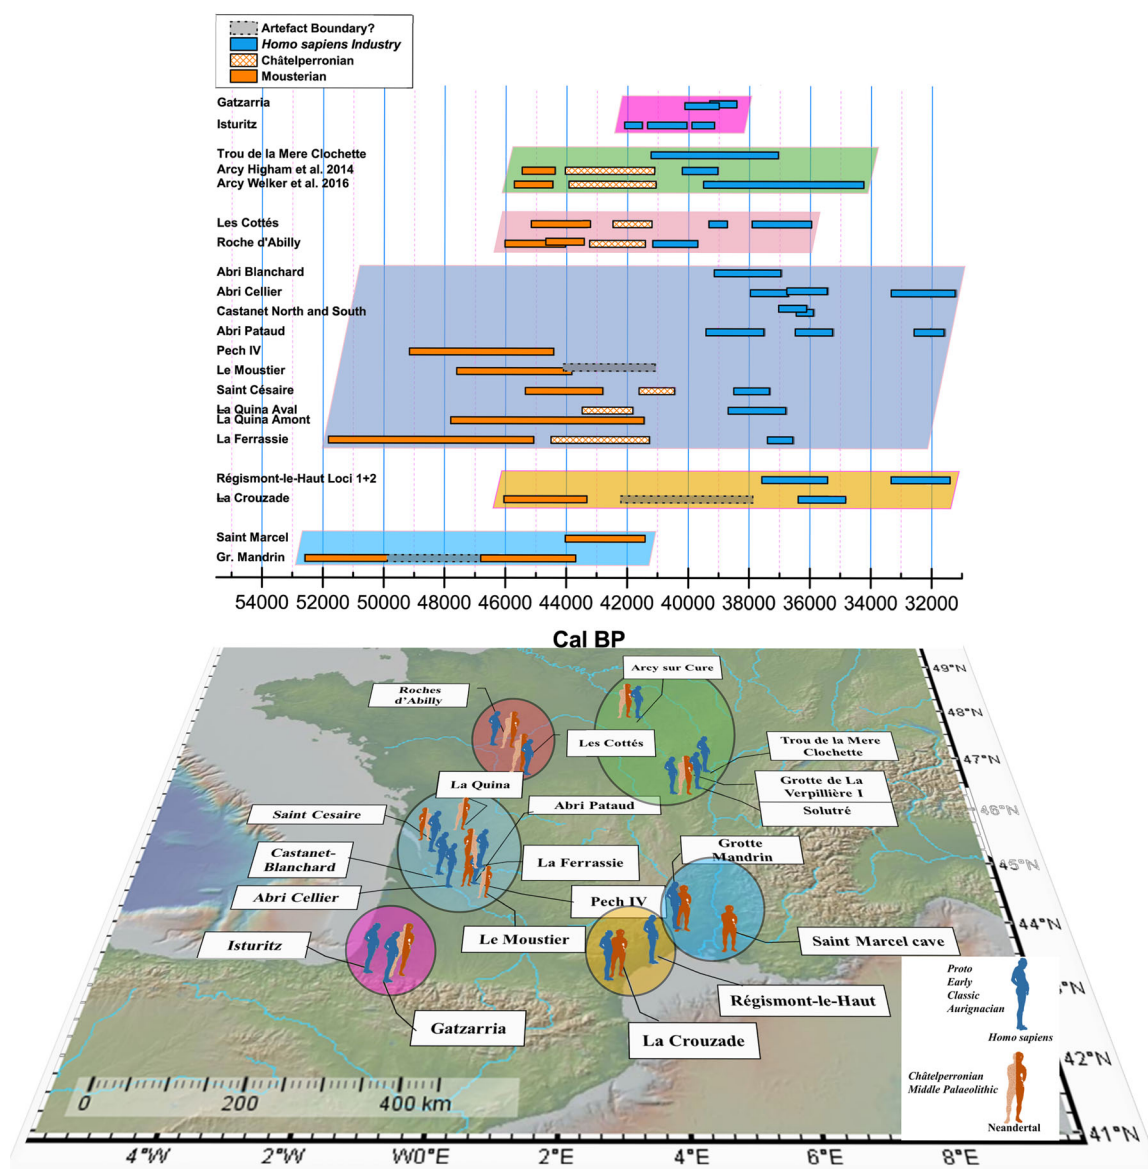 Artefact Boundary?
Homo sapiens Industry
Châtelperronian
Mousterian
Gatzarria
Isturitz
Trou de la Mere Clochette
Arcy Higham et al. 2014
Arcy Welker et al. 2016
Les Cottés
Roche d'Abilly
Abri Blanchard
Abri Cellier
Castanet North and South
Abri Pataud
Pech IV
Le Moustier
Saint Césaire
La Quina Aval
La Quina Amont
La Ferrassie
Régismont-le-Haut Loci 1+2
La Crouzade
Saint Marcel
Gr. Mandrin
54000 52000 50000 48000 46000 44000 42000 40000 38000 36000 34000 32000
Cal BP
Arcy sur Cure
49°N
Roches
d'Abilly
48°N
Les Cottés
Trou de la Mere
Clochette
47°N
La Quina
Grotte de La
Verpillière I
Abri Pataud
Saint Cesaire
Solutré
46°N
Grotte
Mandrin
Castanet-
Blanchard
La Ferrassie
45°N
Abri Cellier
Pech IV
44°N
Isturitz
Le Moustier
Saint Marcel cave
Régismont-le-Haut
Gatzarria
La Crouzade
Proto
Early
Classic
Aurignacian
°N
Homo sapiens
42°N
Châtelperronian
Middle Palaeolithic
Neandertal
0 200 400 km
41°N
4°W 2°W W0°E 2°E 4°E 6°E 8°E